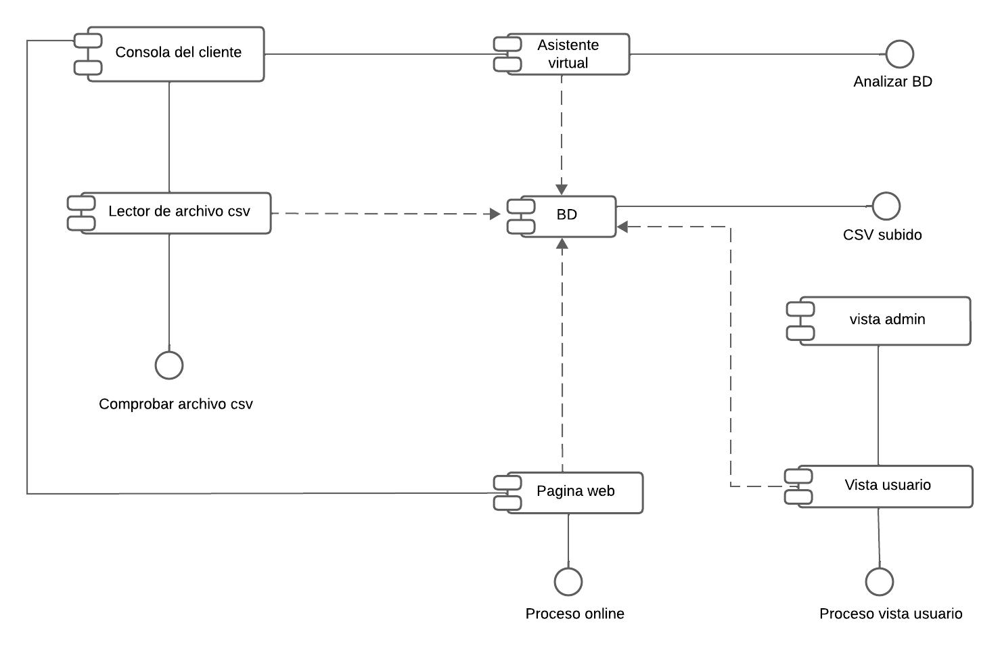 Consola del cliente
Asistente
virtual
Analizar BD
Lector de archivo csv
BD
CSV subido
vista admin
Comprobar archivo csv
Pagina web
Vista usuario
Proceso online
Proceso vista usuario